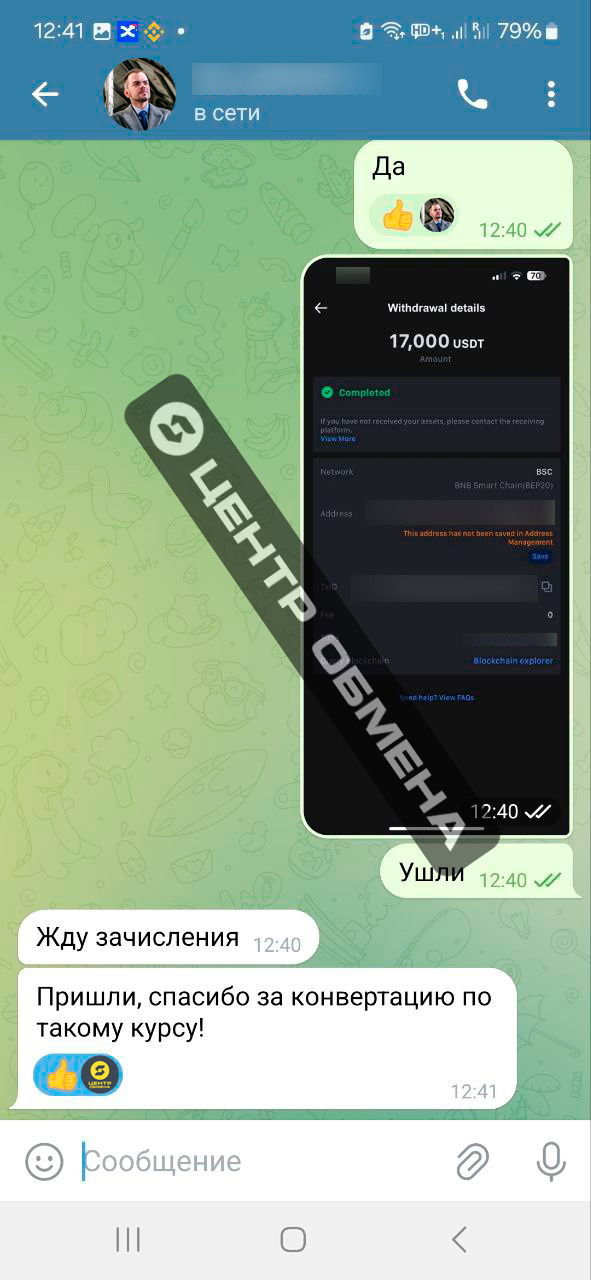 12:41
HD+
79%
в сети
Да
12:40
70
Withdrawal details
17,000 USDT
Amount
Completed
If you have not received your assets, please contact the receiving
platform.
View More
Network
BSC
BNB Smart Chain(BEP20)
Address
This address has not been saved in Address
Management
Save
TxID
Fee
0
Query Blockchain
Blockchain explorer
Need help? View FAQs
12:40
ЦЕНТР ОБМЕНА
Ушли
12:40
Жду зачисления
12:40
Пришли, спасибо за конвертацию по
такому курсу!
ЦЕНТР
ОБМЕНА
12:41
Сообщение